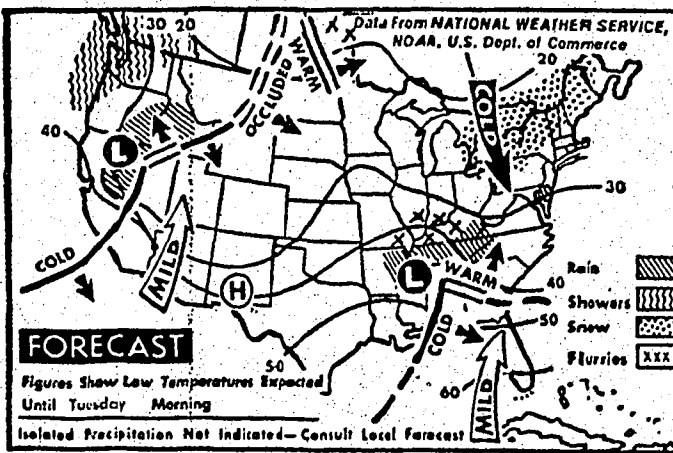 Data From NATIONAL WEATHER SERVICE,
NOAA, U.S. Dept. of Commerce
30 20
20
WARM
OCCLUDED
COLD
40
L
30
COLD
MILD
H
L
WARM
40
COLD
50
50
60
MILD
Rain
Showers
Snow
Flurries XXX
FORECAST
Figures Show Low Temperatures Expected
Until Tuesday Morning
Isolated Precipitation Not Indicated—Consult Local Forecast